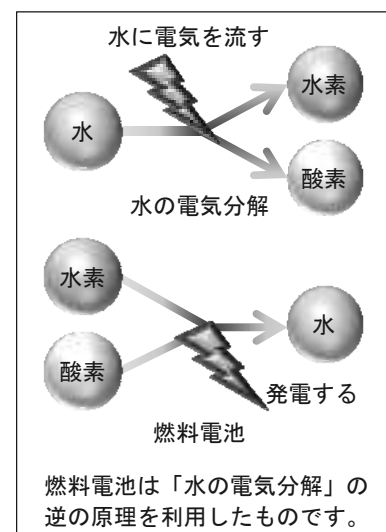 水に電気を流す
水素
水
酸素
水の電気分解
水素
水
酸素
発電する
燃料電池
燃料電池は「水の電気分解」の
逆の原理を利用したものです。